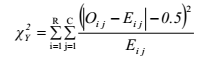 χ²_Y = Σ_{i=1}^{R} Σ_{j=1}^{C} (|O_{ij} − E_{ij}| − 0.5)² / E_{ij}